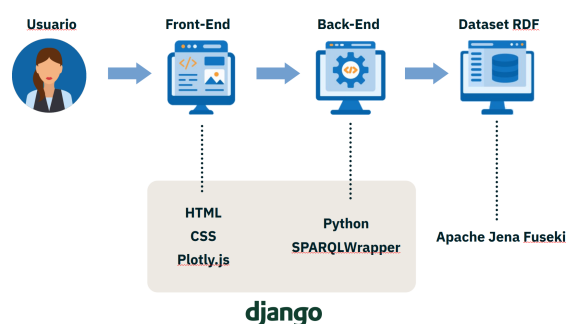 Usuario
Front-End
Back-End
Dataset RDF
</>
</>
HTML
CSS
Plotly.js
Python
SPARQLWrapper
Apache Jena Fuseki
django